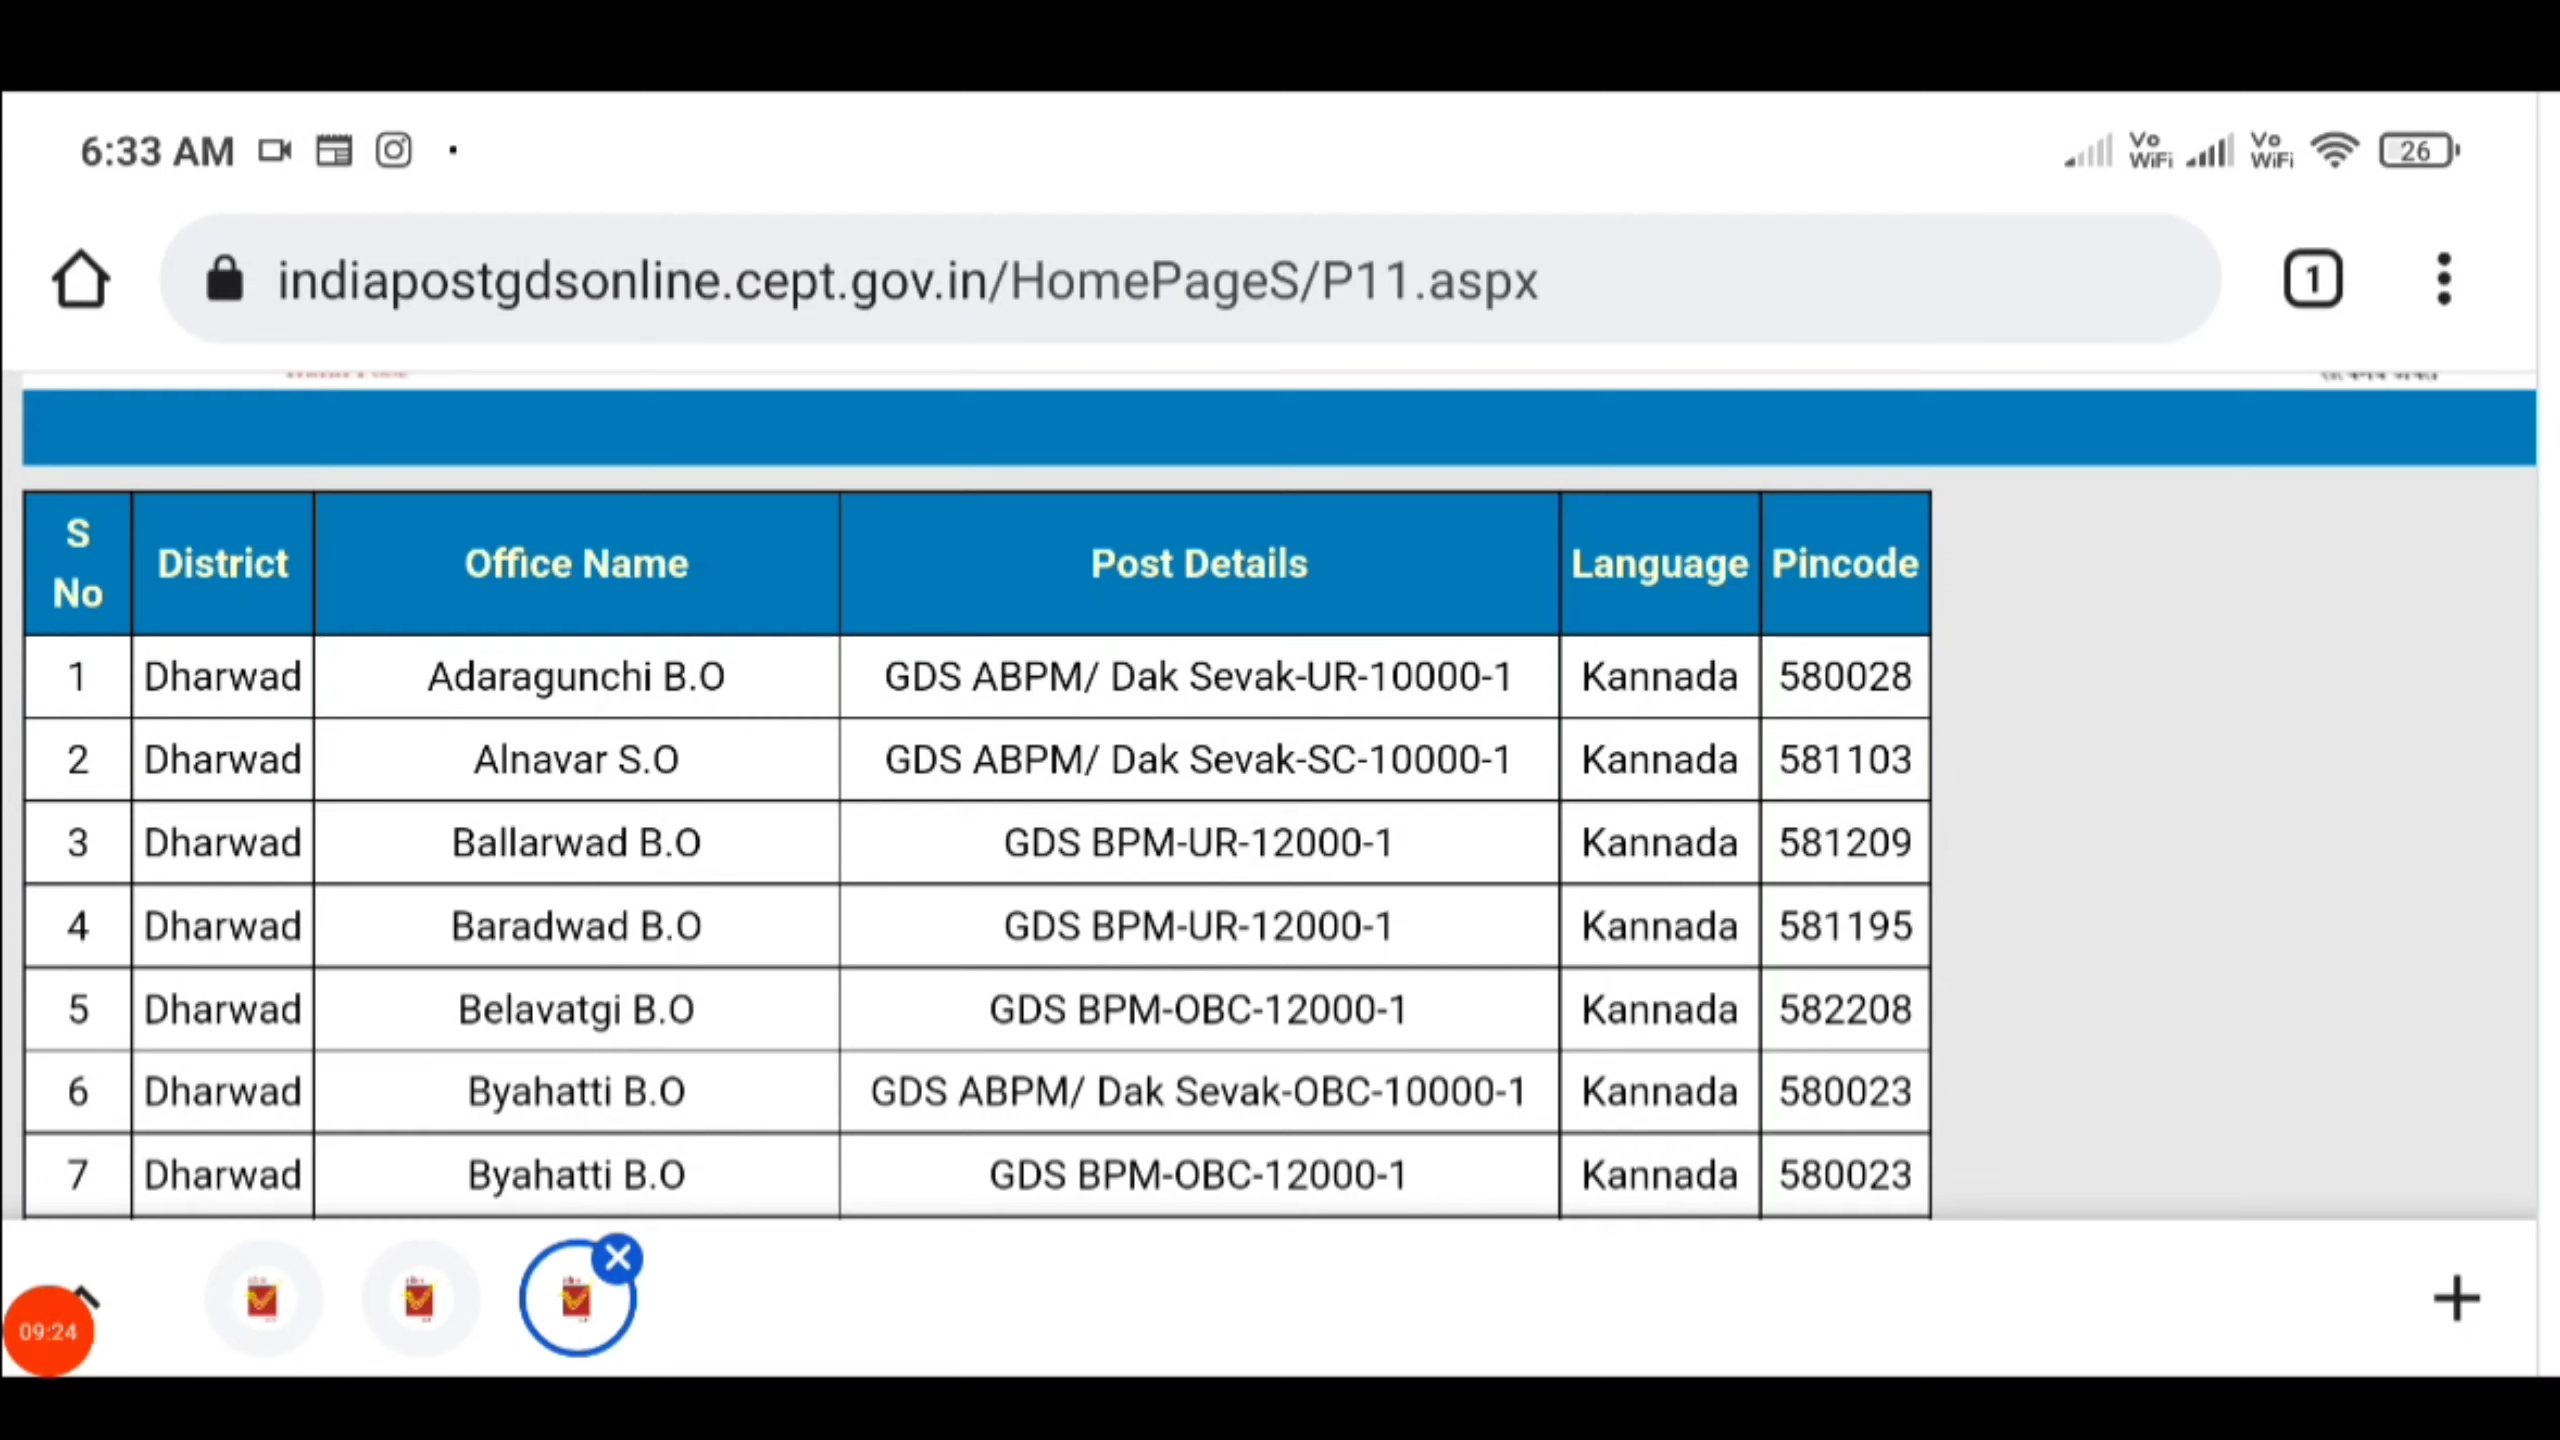 6:33 AM
Vo WiFi Vo WiFi 26
indiapostgdsonline.cept.gov.in/HomePageS/P11.aspx
1
S No District Office Name Post Details Language Pincode
1 Dharwad Adaragunchi B.O GDS ABPM/ Dak Sevak-UR-10000-1 Kannada 580028
2 Dharwad Alnavar S.O GDS ABPM/ Dak Sevak-SC-10000-1 Kannada 581103
3 Dharwad Ballarwad B.O GDS BPM-UR-12000-1 Kannada 581209
4 Dharwad Baradwad B.O GDS BPM-UR-12000-1 Kannada 581195
5 Dharwad Belavatgi B.O GDS BPM-OBC-12000-1 Kannada 582208
6 Dharwad Byahatti B.O GDS ABPM/ Dak Sevak-OBC-10000-1 Kannada 580023
7 Dharwad Byahatti B.O GDS BPM-OBC-12000-1 Kannada 580023
09:24